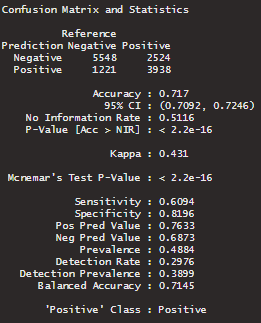 Confusion Matrix and Statistics
Reference
Prediction Negative Positive
Negative 5548 2524
Positive 1221 3938
Accuracy : 0.717
95% CI : (0.7092, 0.7246)
No Information Rate : 0.5116
P-Value [Acc > NIR] : < 2.2e-16
Kappa : 0.431
Mcnemar's Test P-Value : < 2.2e-16
Sensitivity : 0.6094
Specificity : 0.8196
Pos Pred Value : 0.7633
Neg Pred Value : 0.6873
Prevalence : 0.4884
Detection Rate : 0.2976
Detection Prevalence : 0.3899
Balanced Accuracy : 0.7145
'Positive' Class : Positive